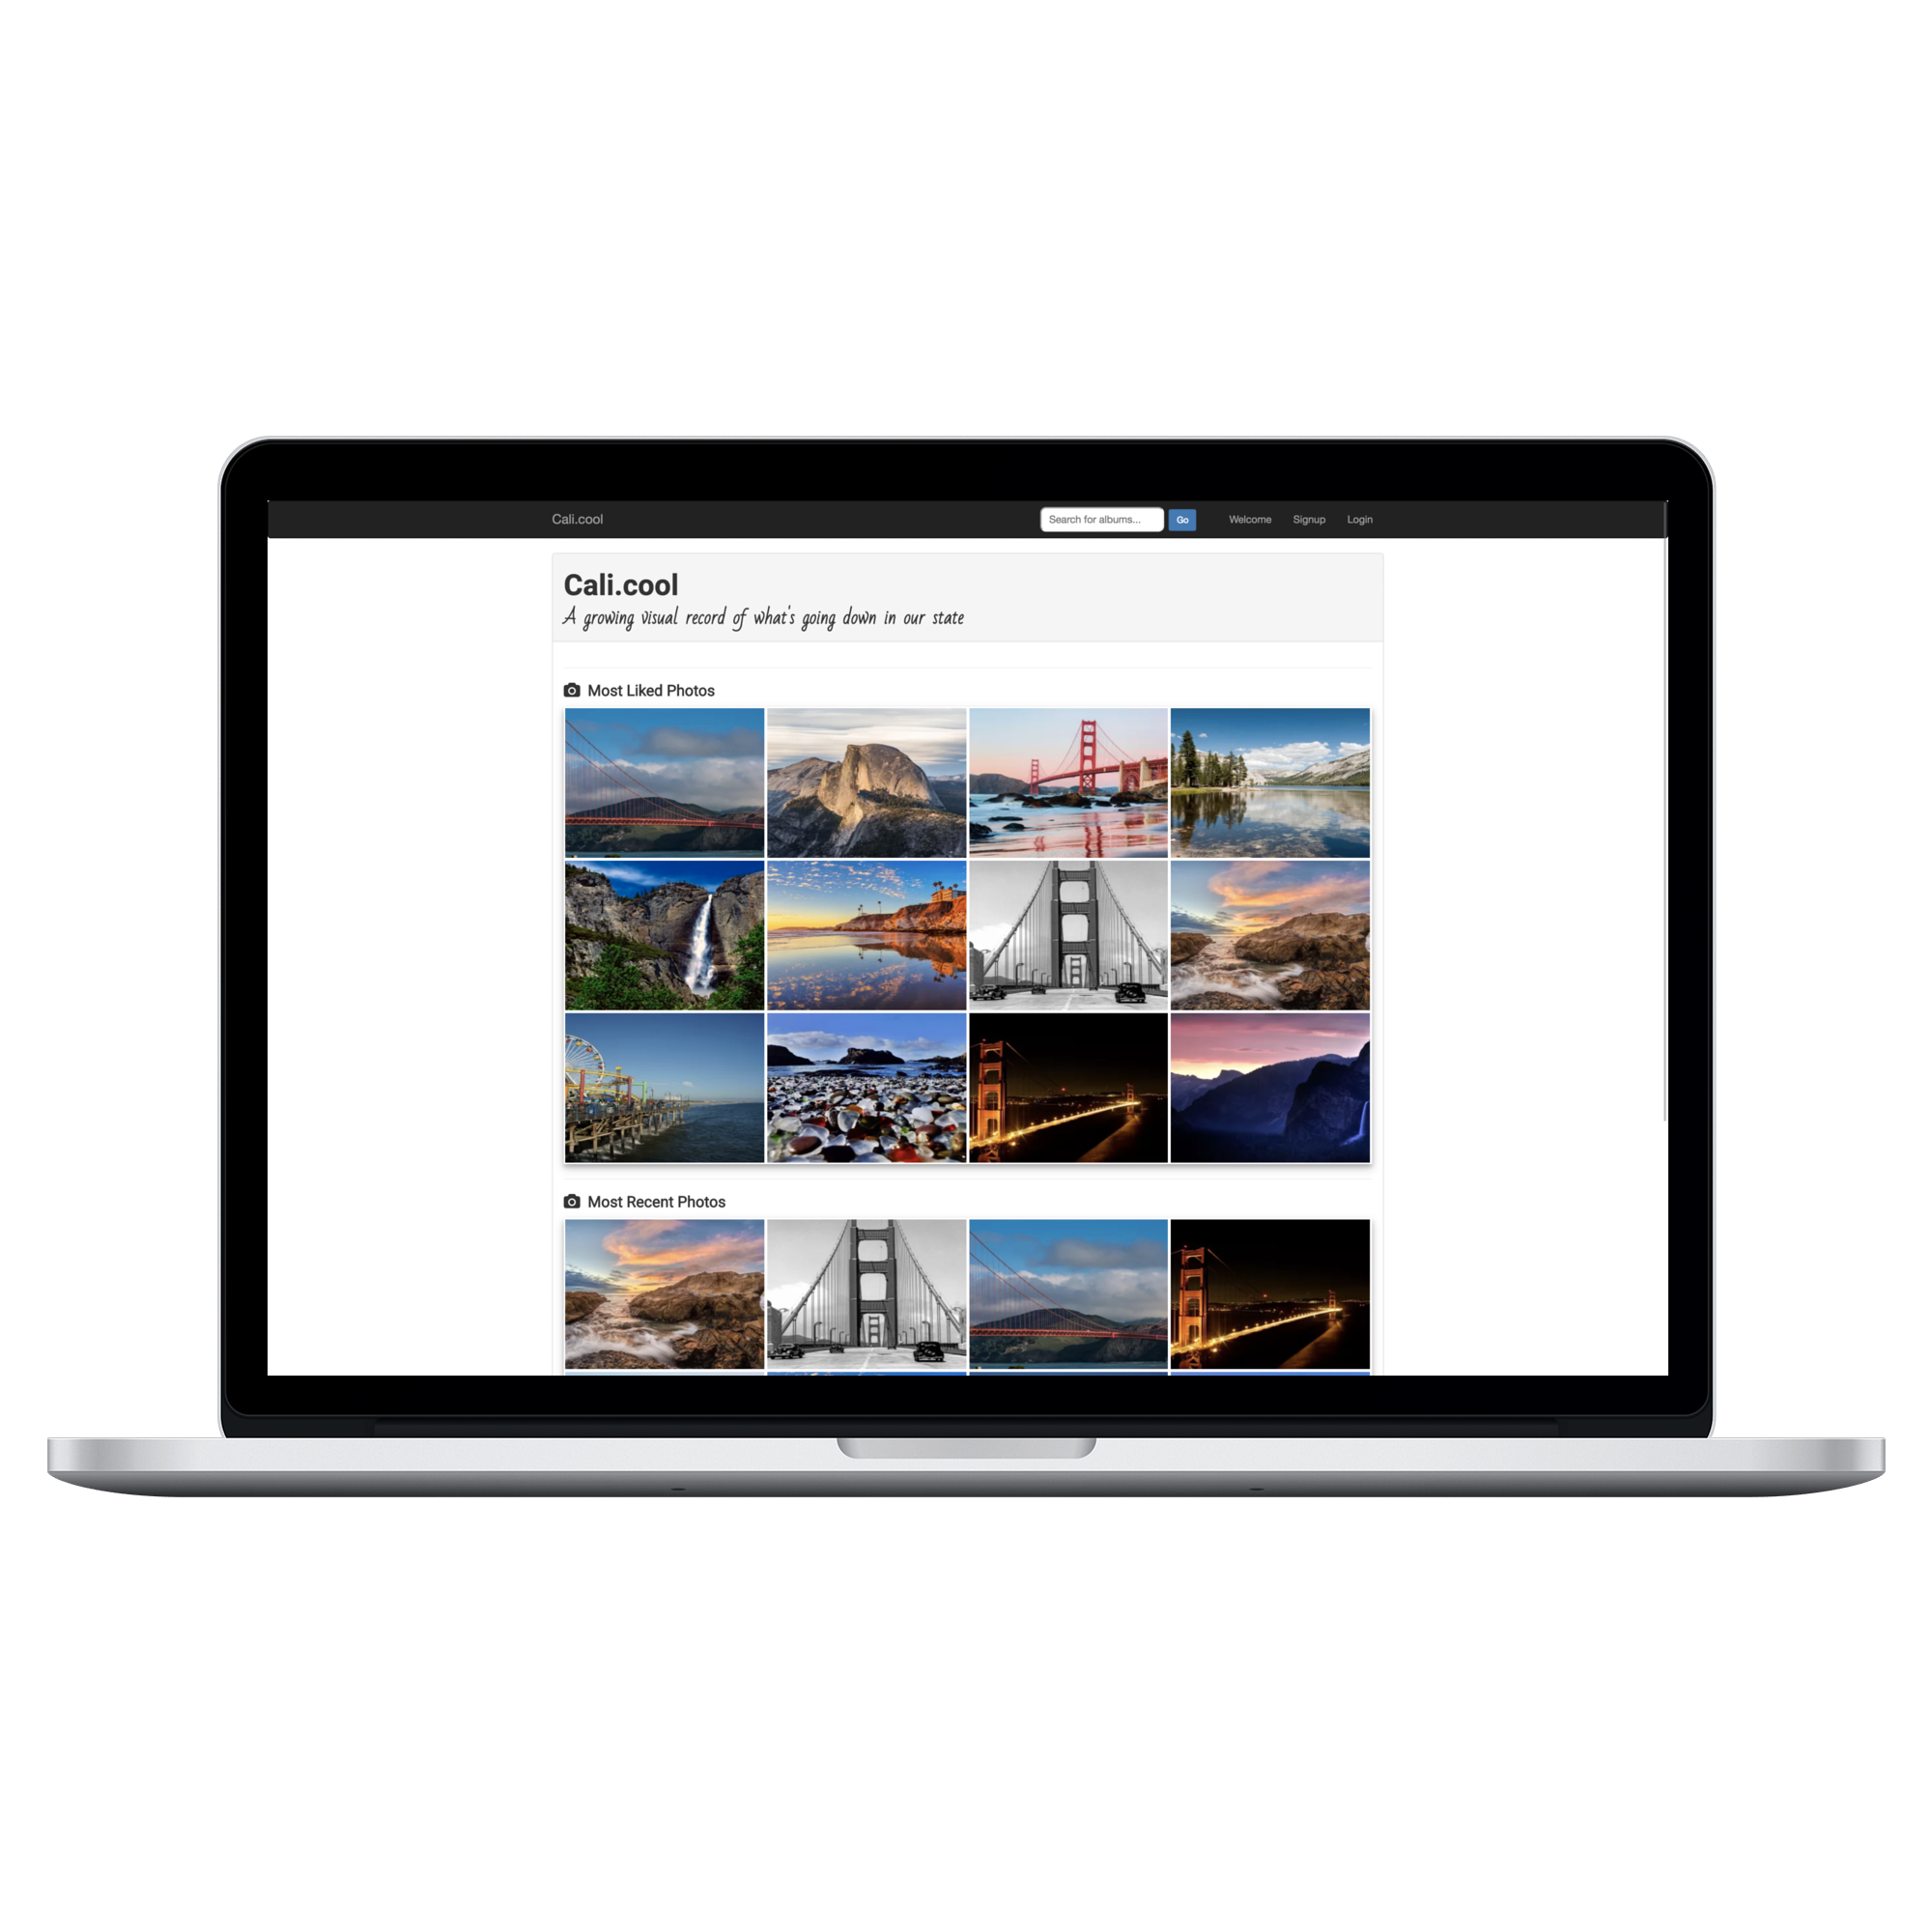 Cali.cool
Search for albums...
Go
Welcome
Signup
Login
Cali.cool
A growing visual record of what's going down in our state
Most Liked Photos
Most Recent Photos